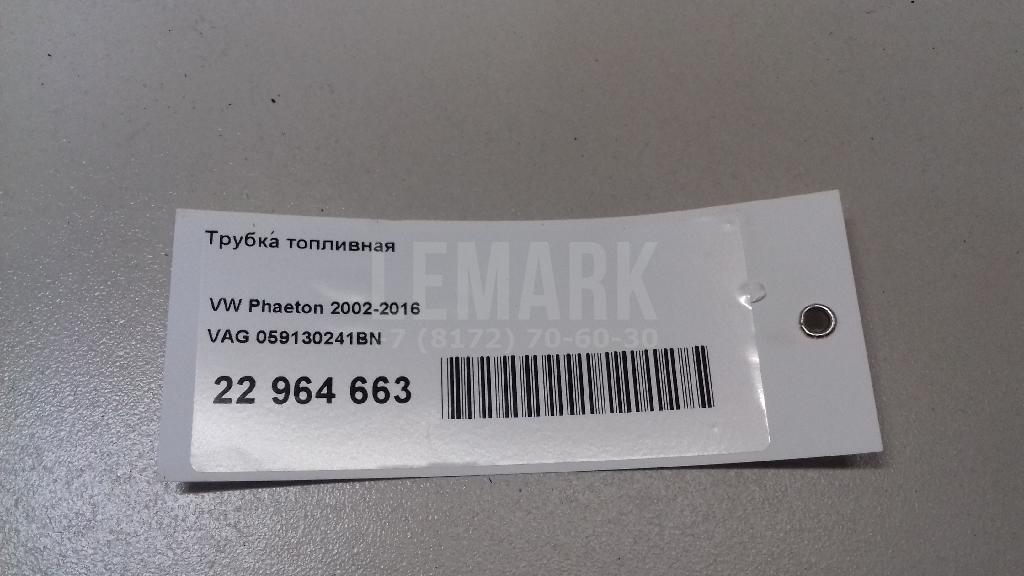 Трубка топливная
LEMARK
VW Phaeton 2002-2016
VAG 059130241BN
+7 (8172) 70-60-30
22 964 663